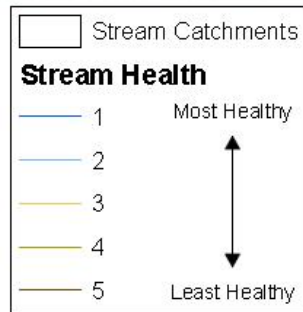 Stream Catchments
Stream Health
1 Most Healthy
2
3
4
5 Least Healthy